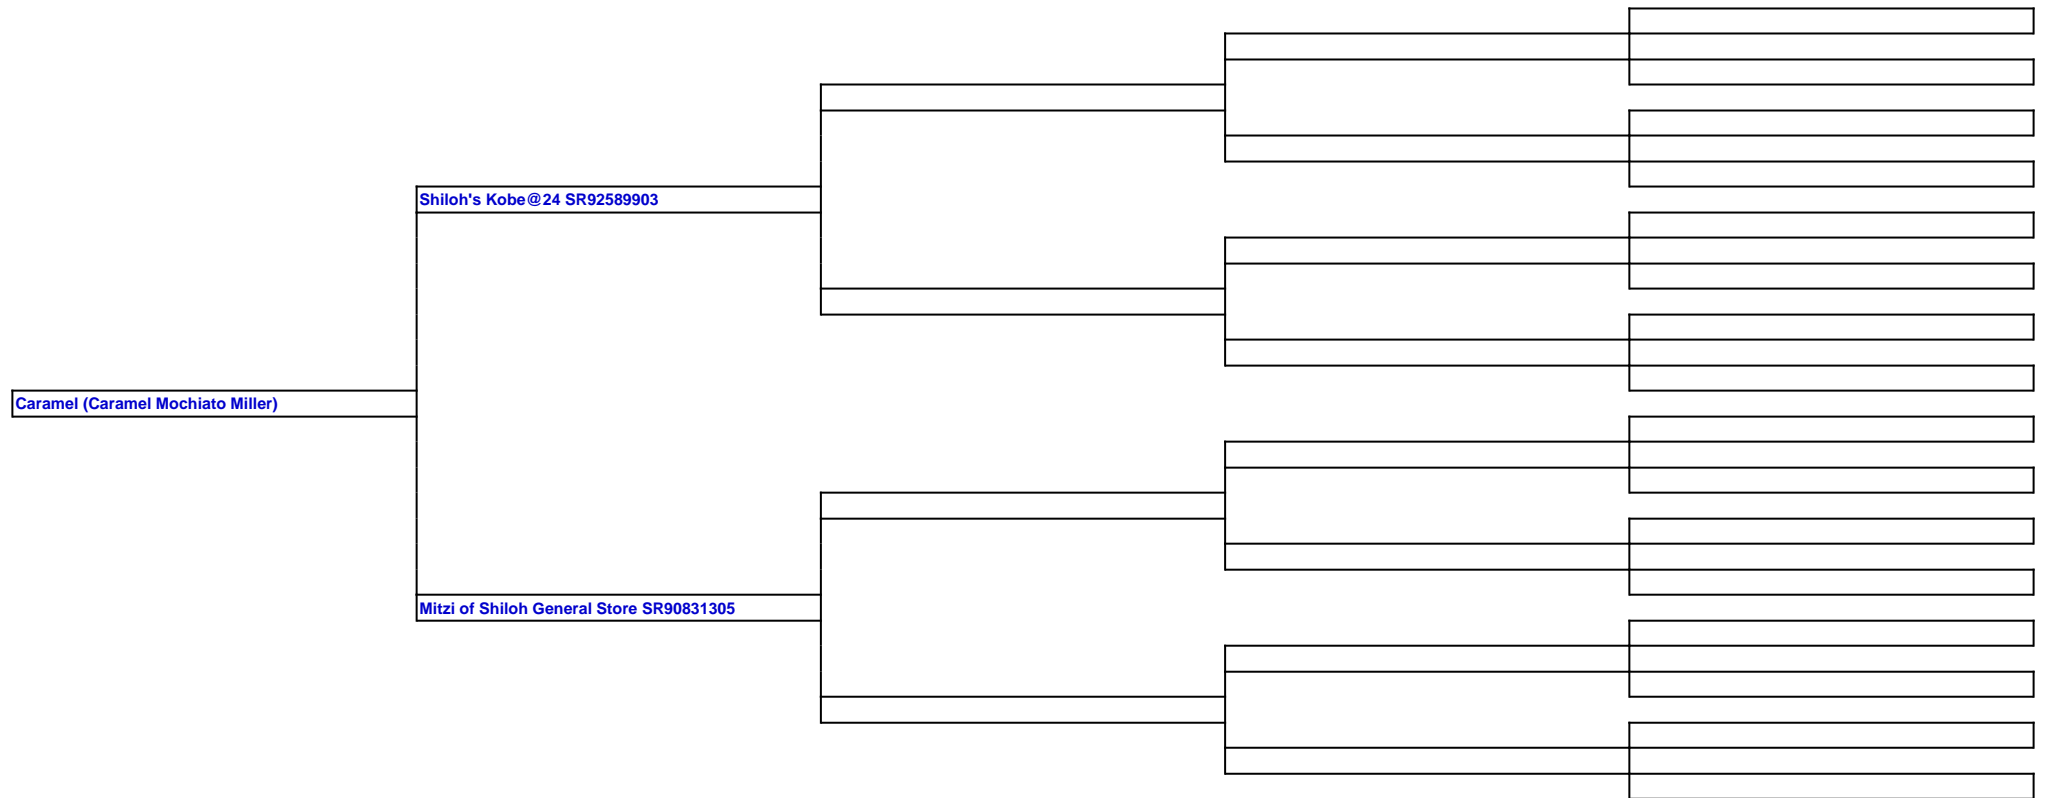 Shiloh's Kobe@24 SR92589903
Caramel (Caramel Mochiato Miller)
Mitzi of Shiloh General Store SR90831305